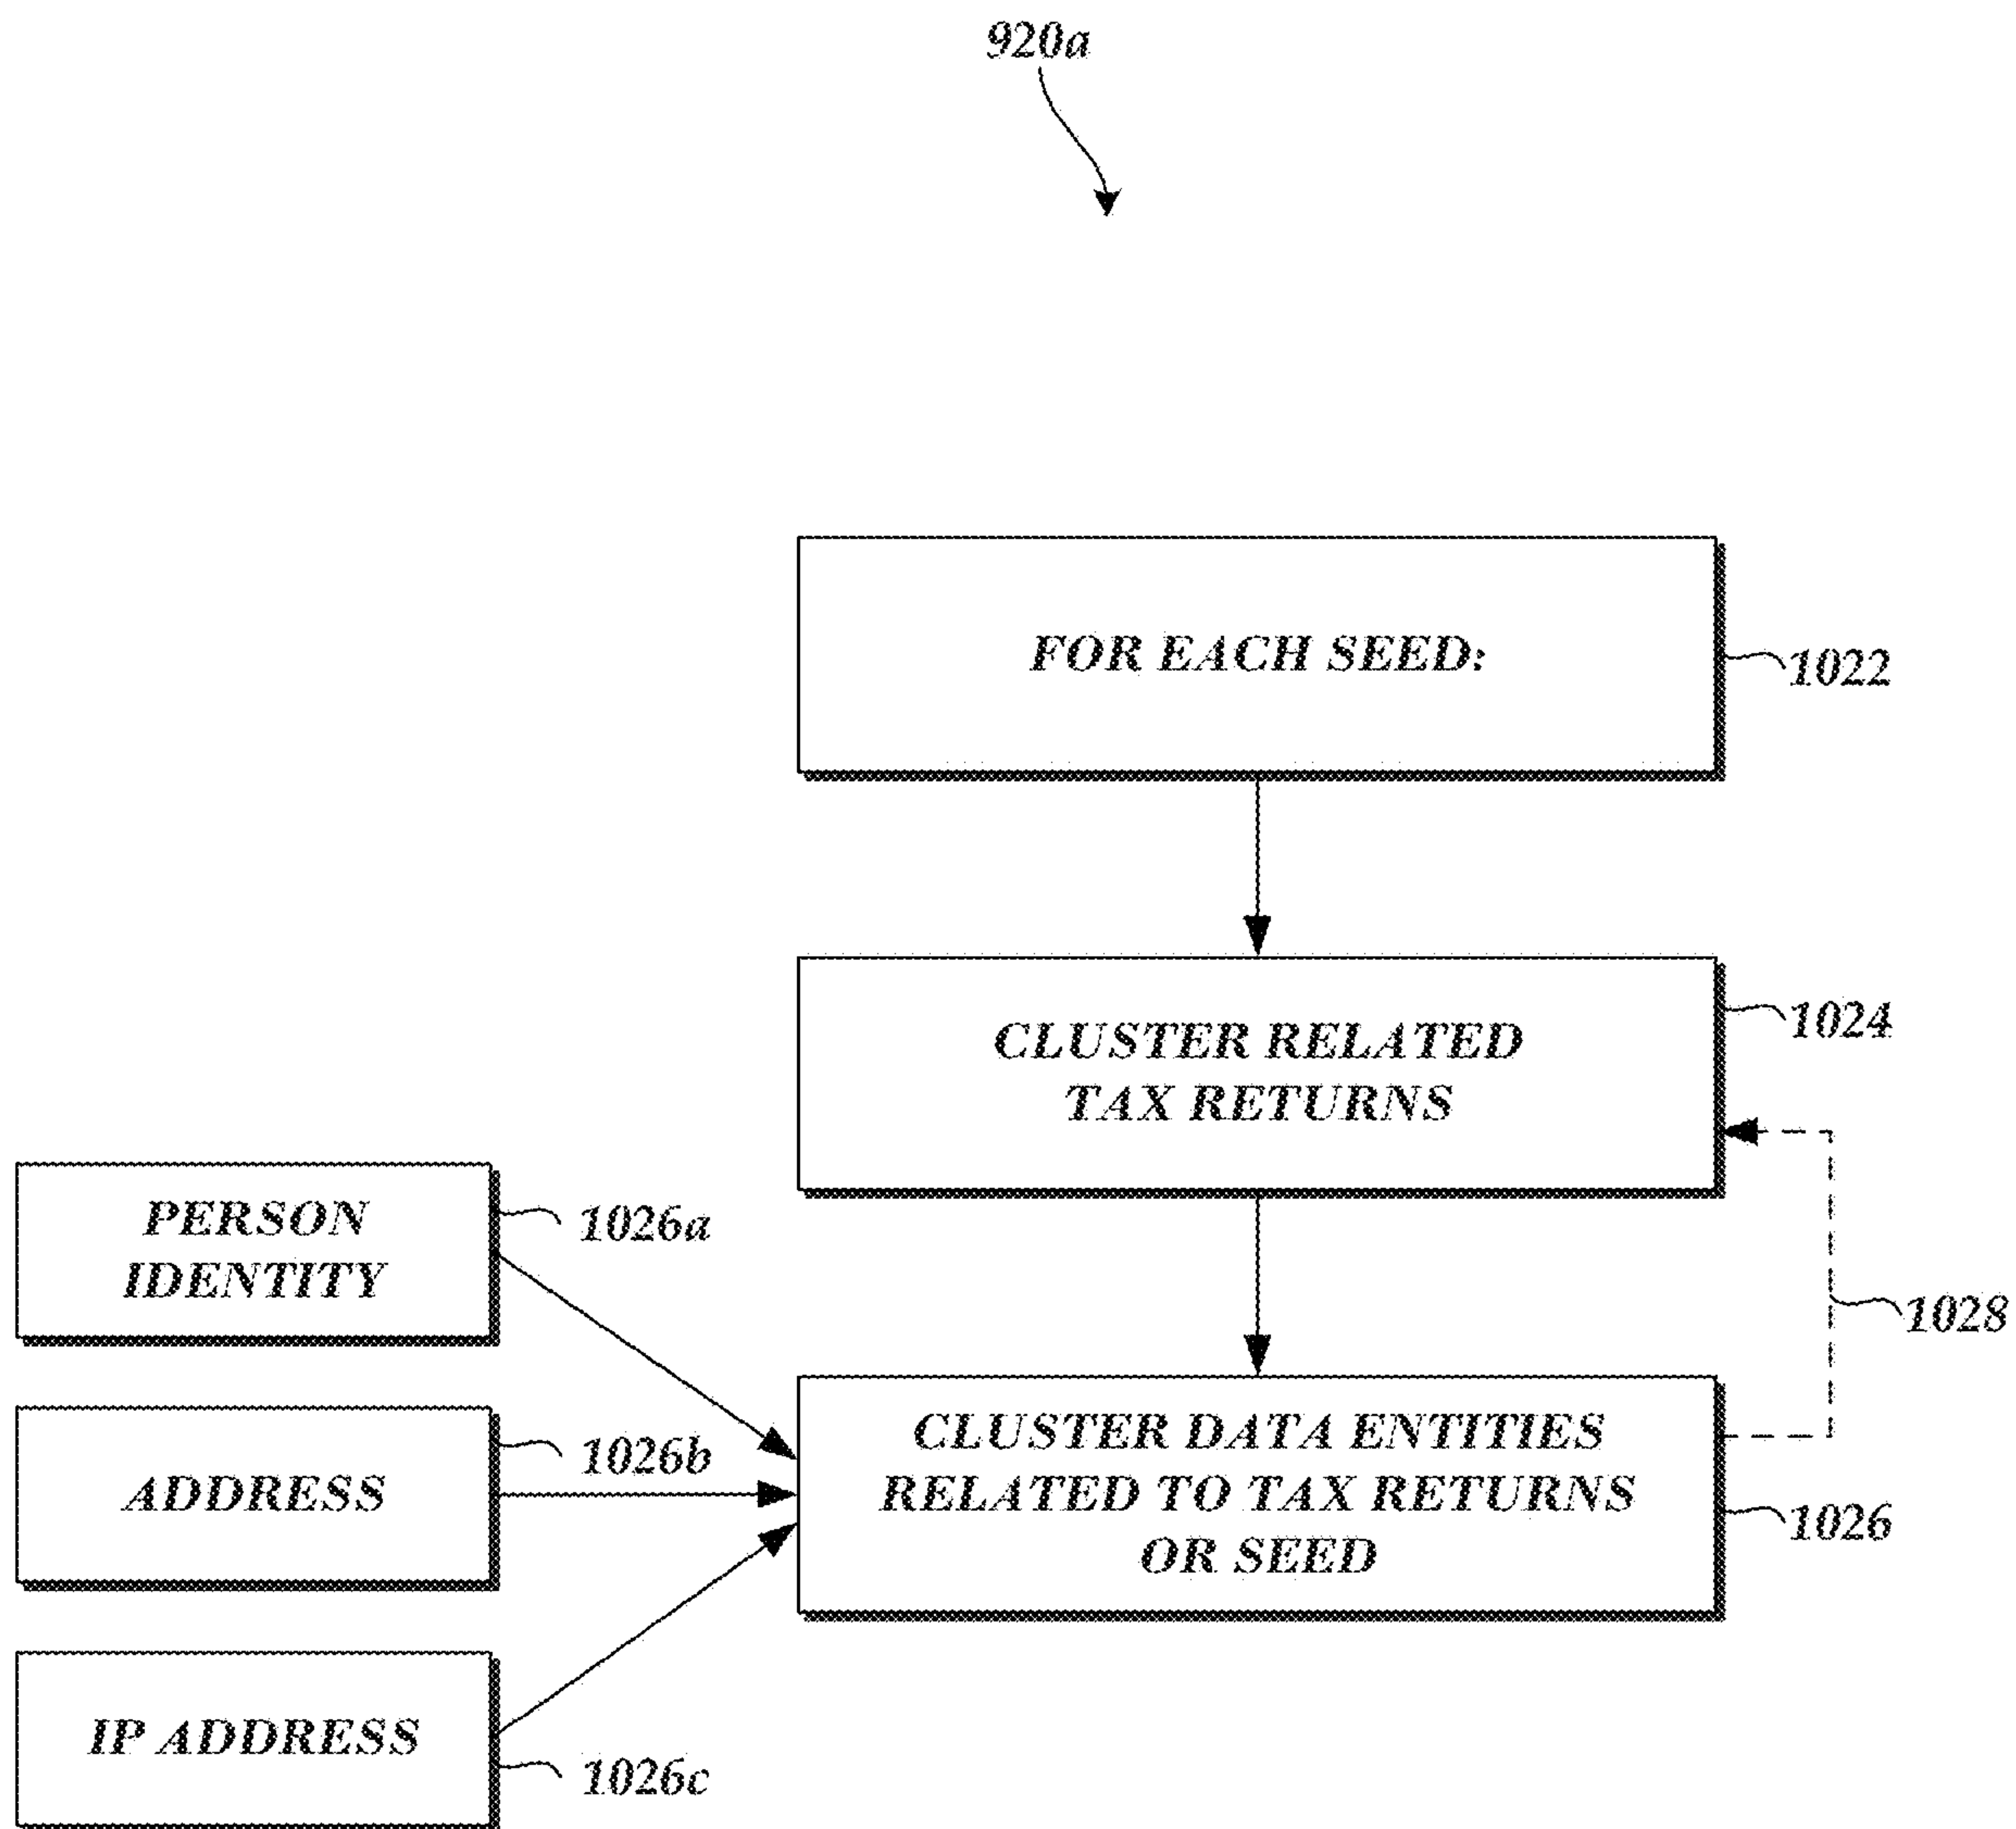 920a
FOR EACH SEED:
1022
CLUSTER RELATED
TAX RETURNS
1024
PERSON
IDENTITY
1026a
1028
ADDRESS
1026b
CLUSTER DATA ENTITIES
RELATED TO TAX RETURNS
OR SEED
1026
IP ADDRESS
1026c